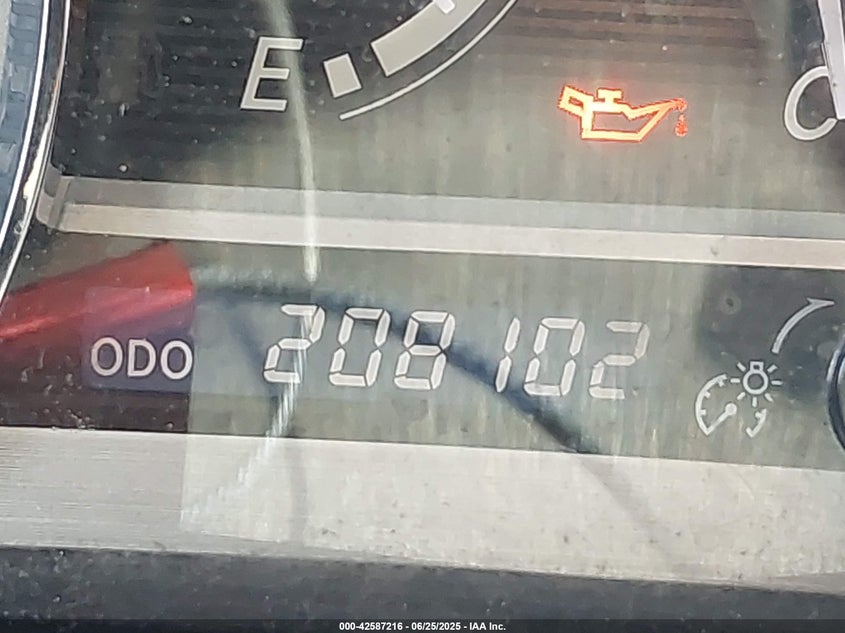 E
C
ODO 208102
000-42587216 - 06/25/2025 - IAA Inc.